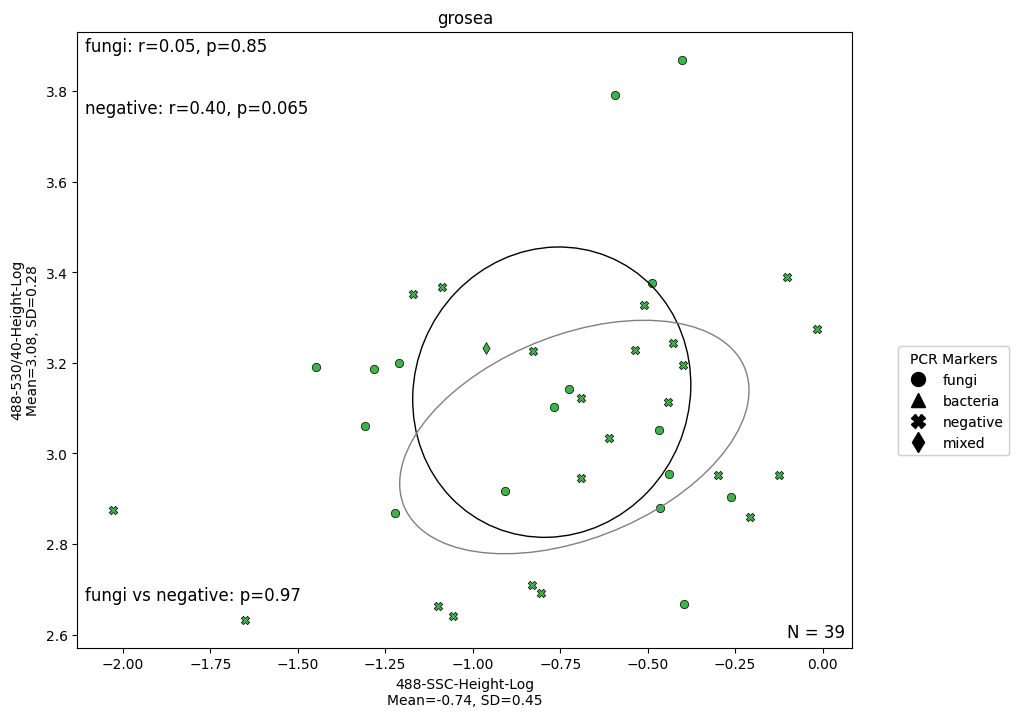 grosea
fungi: r=0.05, p=0.85
negative: r=0.40, p=0.065
fungi vs negative: p=0.97
N = 39
3.8
3.6
3.4
3.2
3.0
2.8
2.6
488-530/40-Height-Log
Mean=3.08, SD=0.28
−2.00
−1.75
−1.50
−1.25
−1.00
−0.75
−0.50
−0.25
0.00
488-SSC-Height-Log
Mean=-0.74, SD=0.45
PCR Markers
fungi
bacteria
negative
mixed